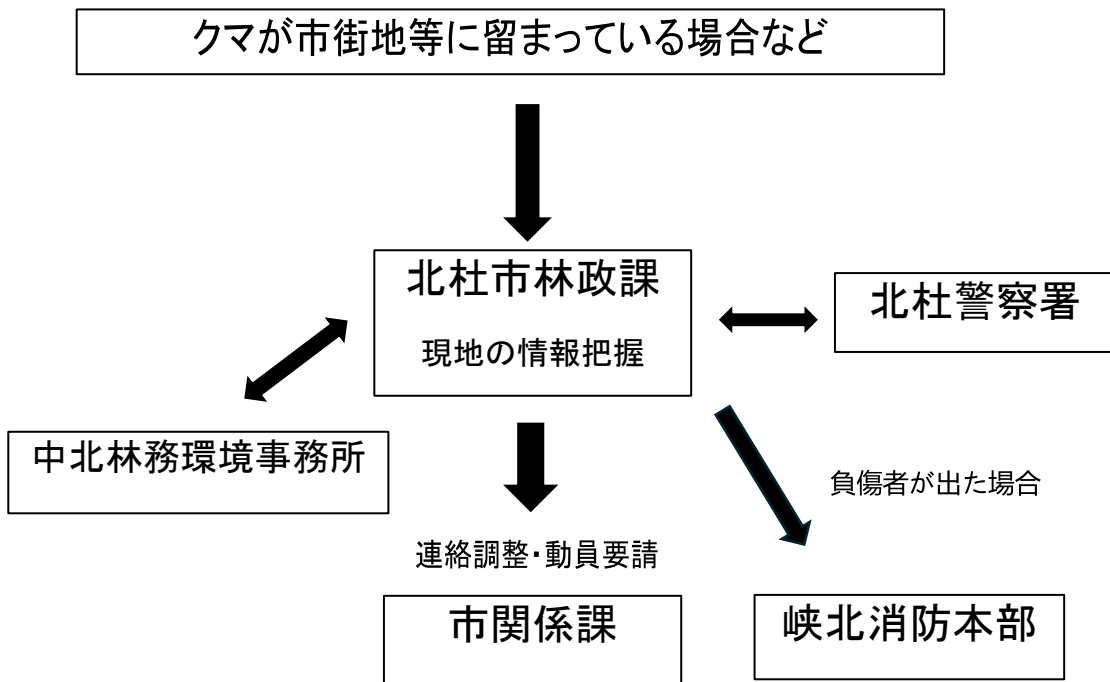 クマが市街地等に留まっている場合など
北杜市林政課
現地の情報把握
北杜警察署
中北林務環境事務所
負傷者が出た場合
連絡調整・動員要請
市関係課
峡北消防本部